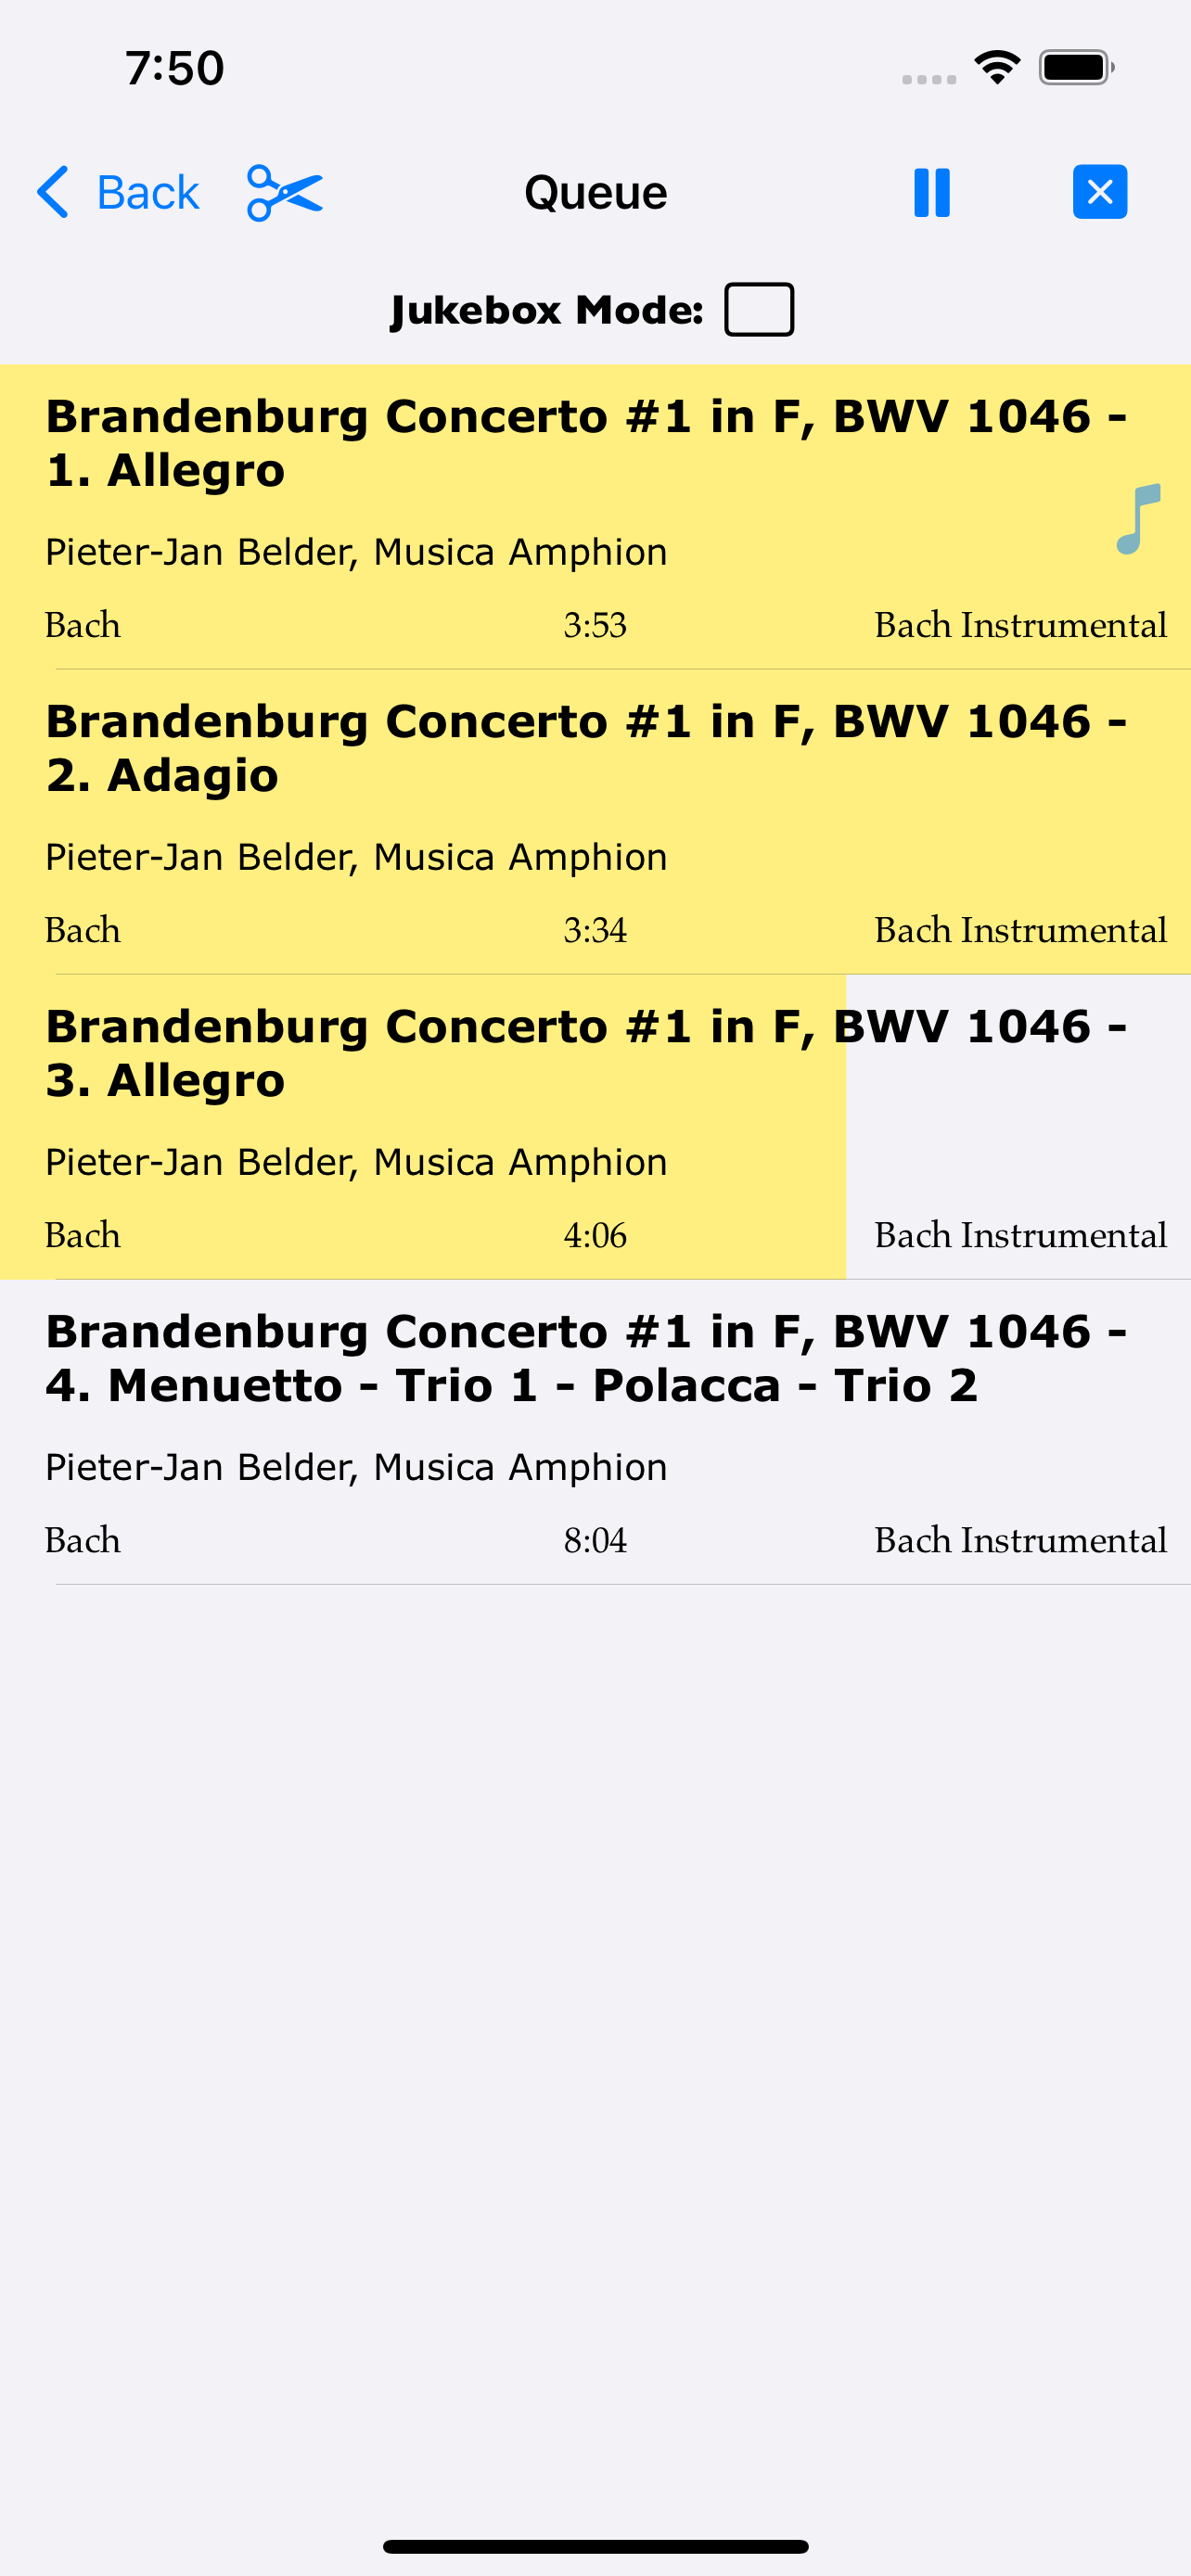 7:50
Back Queue
Jukebox Mode:
Brandenburg Concerto #1 in F, BWV 1046 -
1. Allegro
Pieter-Jan Belder, Musica Amphion
Bach 3:53 Bach Instrumental
Brandenburg Concerto #1 in F, BWV 1046 -
2. Adagio
Pieter-Jan Belder, Musica Amphion
Bach 3:34 Bach Instrumental
Brandenburg Concerto #1 in F, BWV 1046 -
3. Allegro
Pieter-Jan Belder, Musica Amphion
Bach 4:06 Bach Instrumental
Brandenburg Concerto #1 in F, BWV 1046 -
4. Menuetto - Trio 1 - Polacca - Trio 2
Pieter-Jan Belder, Musica Amphion
Bach 8:04 Bach Instrumental